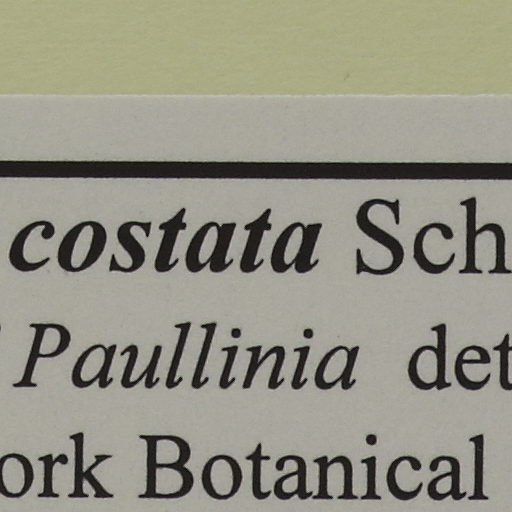 costata Sch
Paullinia det
ork Botanical